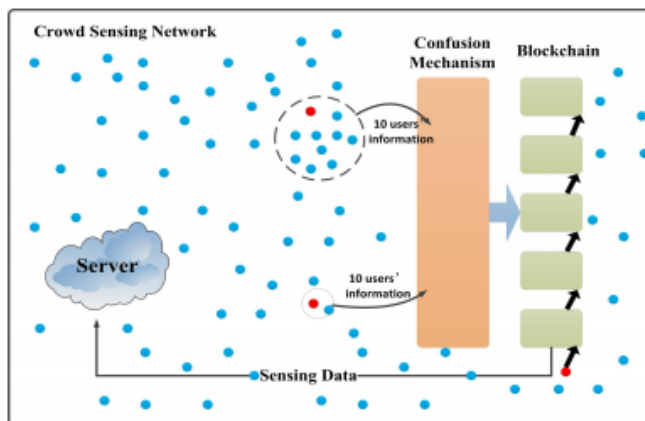 Crowd Sensing Network
Confusion
Mechanism
Blockchain
10 users'
information
Server
10 users'
information
Sensing Data